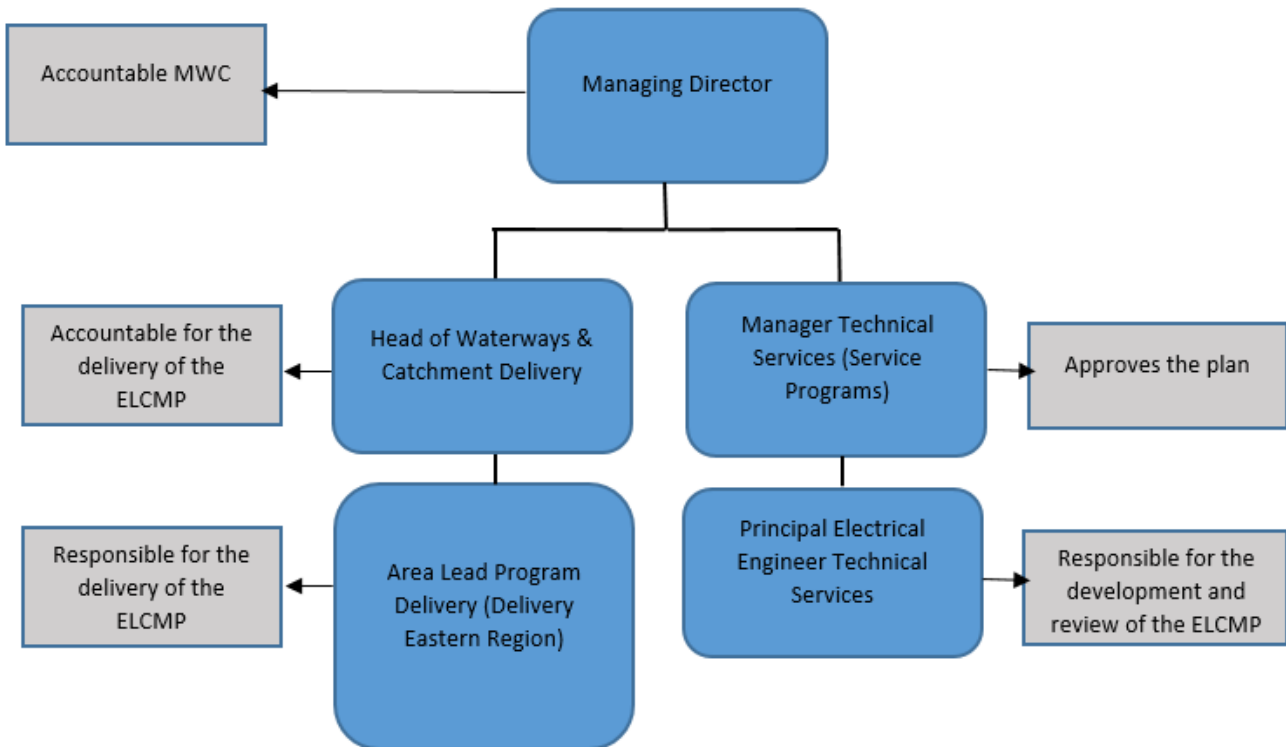 Accountable MWC
Managing Director
Accountable for the
delivery of the
ELCMP
Head of Waterways &
Catchment Delivery
Manager Technical
Services (Service
Programs)
Approves the plan
Responsible for the
delivery of the
ELCMP
Area Lead Program
Delivery (Delivery
Eastern Region)
Principal Electrical
Engineer Technical
Services
Responsible for the
development and
review of the ELCMP